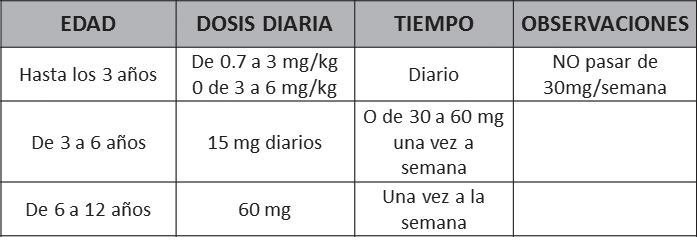 EDAD DOSIS DIARIA TIEMPO OBSERVACIONES
Hasta los 3 años
De 0.7 a 3 mg/kg
0 de 3 a 6 mg/kg
Diario
NO pasar de
30mg/semana
De 3 a 6 años
15 mg diarios
O de 30 a 60 mg
una vez a
semana
De 6 a 12 años
60 mg
Una vez a la
semana